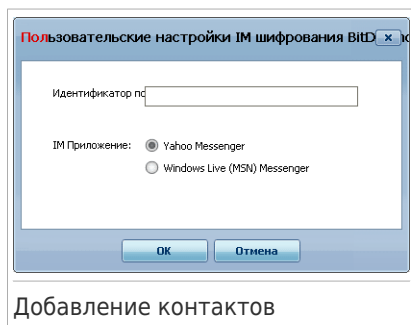 Пользовательские настройки IM шифрования BitD
Идентификатор по
IM Приложение:
Yahoo Messenger
Windows Live (MSN) Messenger
OK
Отмена
Добавление контактов